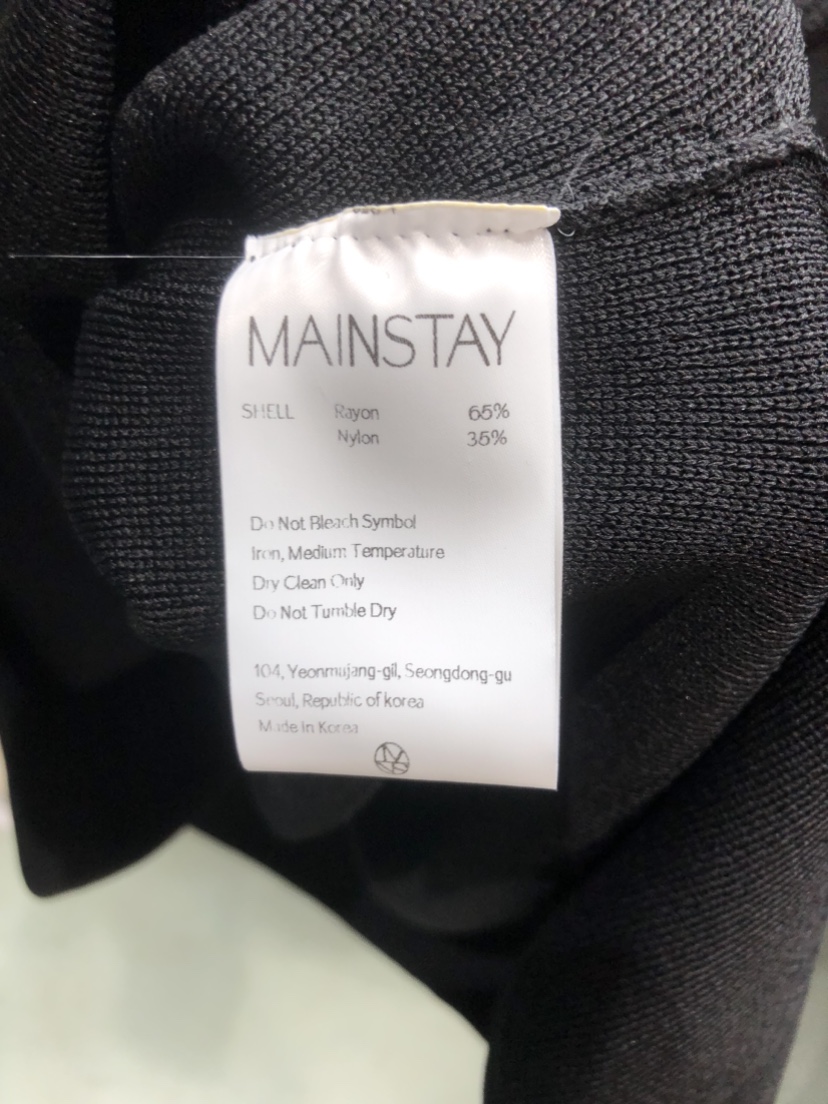 MAINSTAY
SHELL Rayon 65%
Nylon 35%
Do Not Bleach Symbol
Iron, Medium Temperature
Dry Clean Only
Do Not Tumble Dry
104, Yeonmujang-gil, Seongdong-gu
Seoul, Republic of korea
Made In Korea